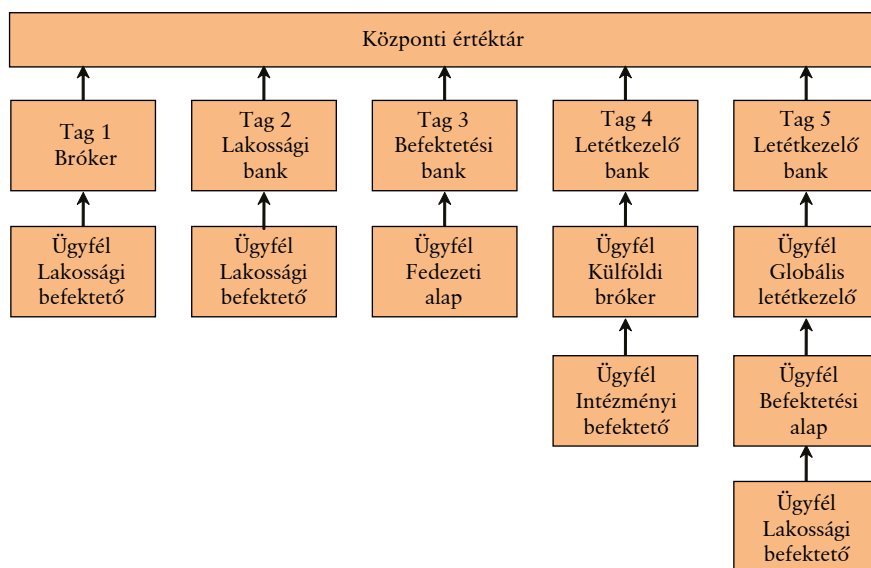 Központi értéktár
Tag 1
Bróker
Tag 2
Lakossági
bank
Tag 3
Befektetési
bank
Tag 4
Letétkezelő
bank
Tag 5
Letétkezelő
bank
Ügyfél
Lakossági
befektető
Ügyfél
Lakossági
befektető
Ügyfél
Fedezeti
alap
Ügyfél
Külföldi
bróker
Ügyfél
Globális
letétkezelő
Ügyfél
Intézményi
befektető
Ügyfél
Befektetési
alap
Ügyfél
Lakossági
befektető